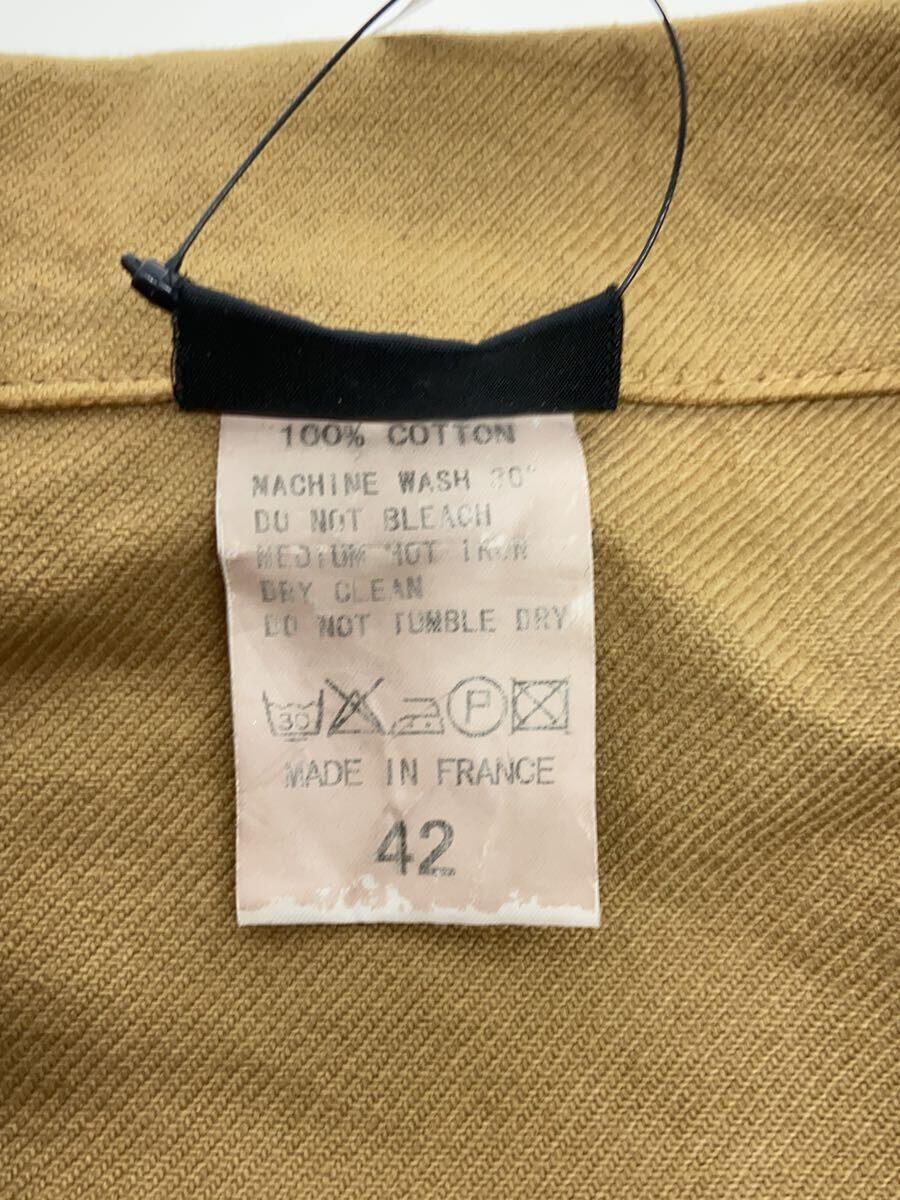 100% COTTON
MACHINE WASH 30°
DO NOT BLEACH
MEDIUM HOT IRON
DRY CLEAN
DO NOT TUMBLE DRY
30 P
MADE IN FRANCE
42